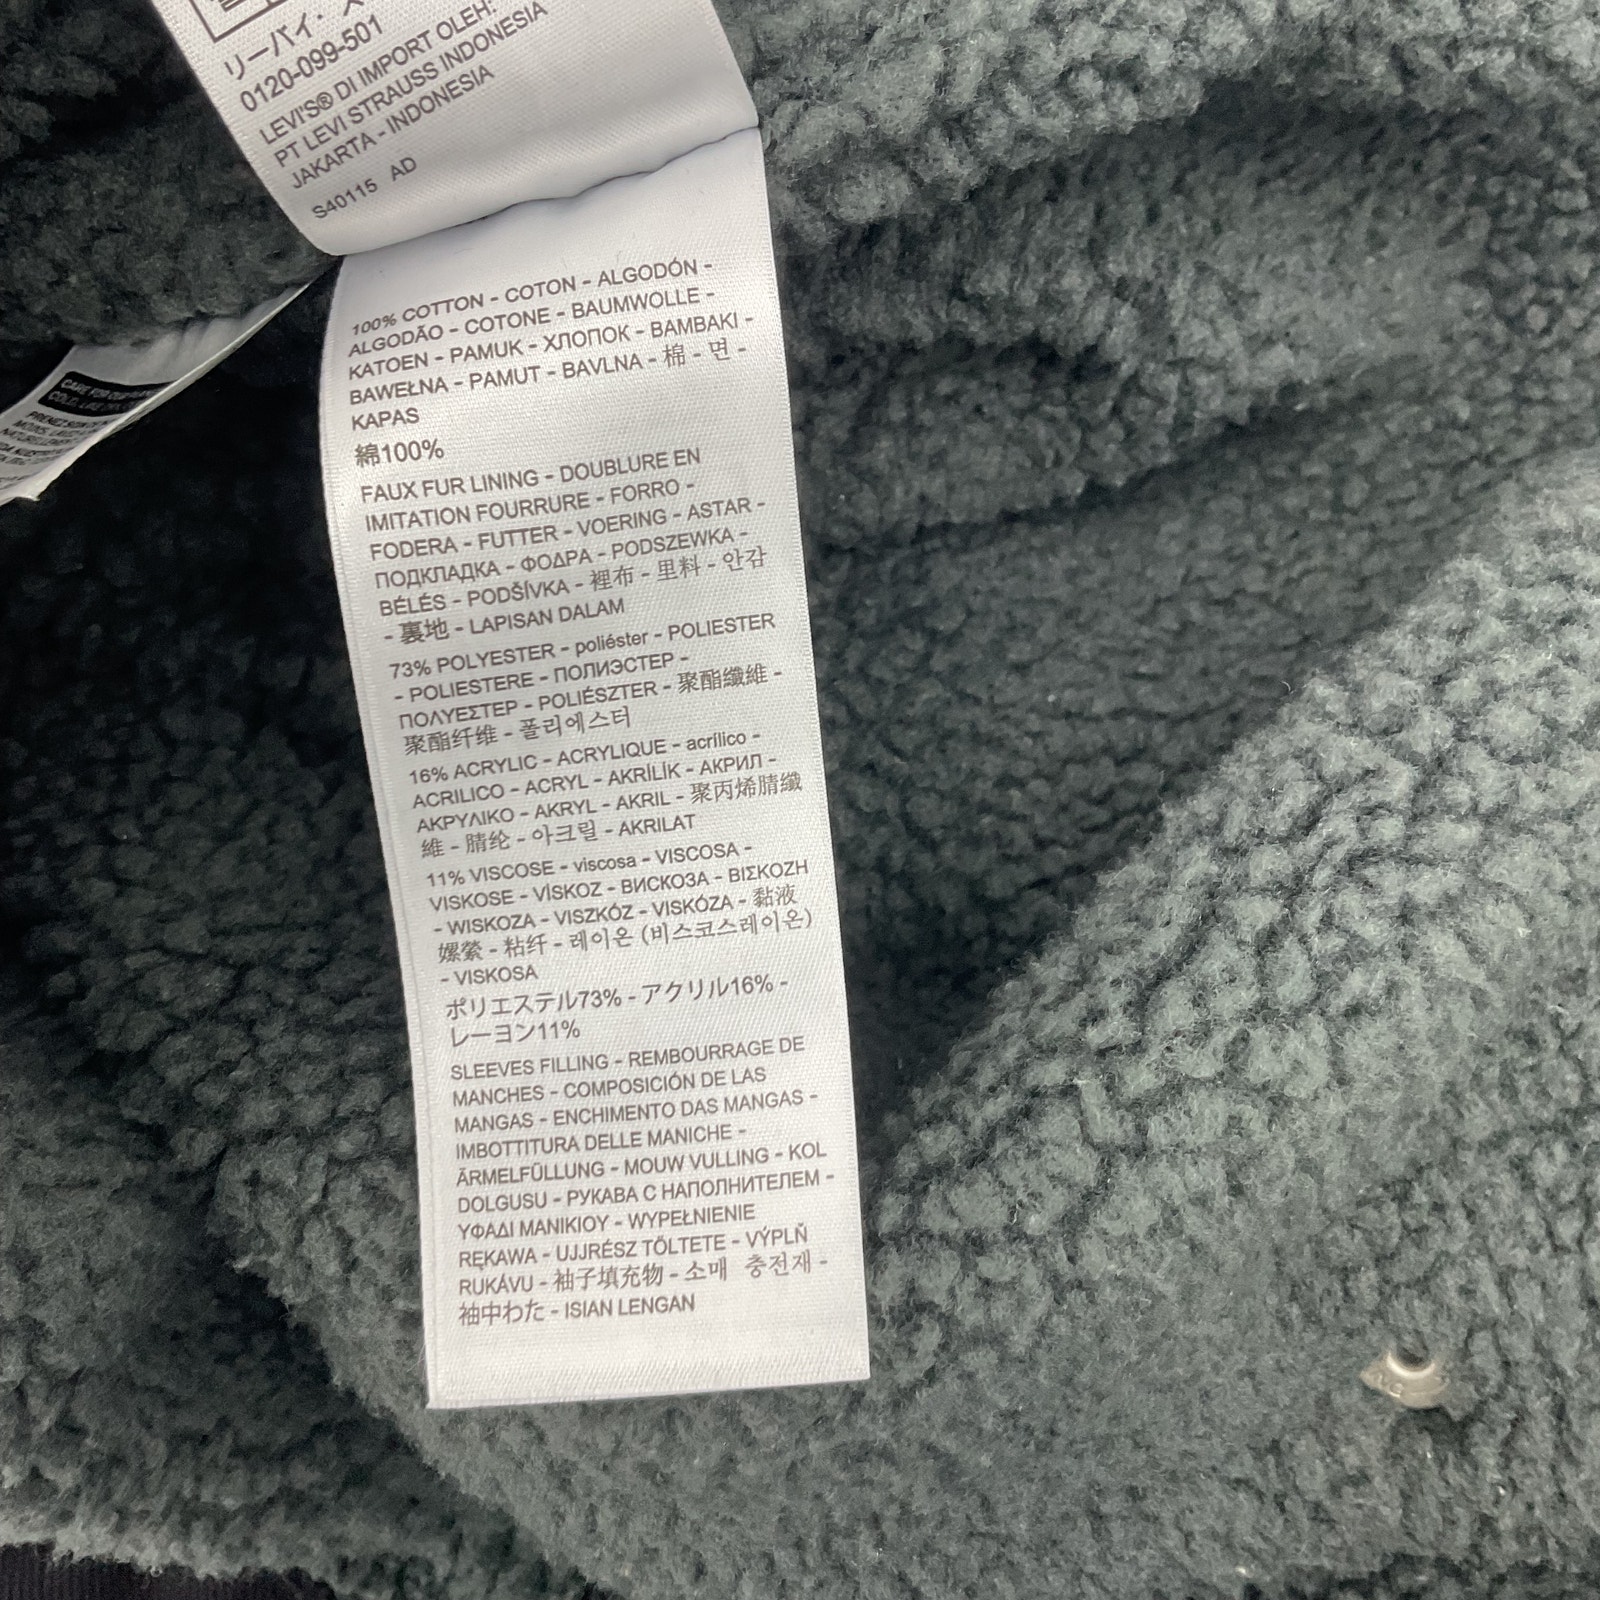 リーバイ・ス
0120-099-501
LEVI'S® DI IMPORT OLEH:
PT LEVI STRAUSS INDONESIA
JAKARTA - INDONESIA
S40115 AD
CARE FOR
PRENEZ SOIN
MOINS, LAVEZ
100% COTTON - COTON - ALGODÓN -
ALGODÃO - COTONE - BAUMWOLLE -
KATOEN - PAMUK - ХЛОПОК - BAMBAKI -
BAWEŁNA - PAMUT - BAVLNA - 棉 - 면 -
KAPAS
綿100%
FAUX FUR LINING - DOUBLURE EN
IMITATION FOURRURE - FORRO -
FODERA - FUTTER - VOERING - ASTAR -
ПОДКЛАДКА - ΦΟΔΡΑ - PODSZEWKA -
BÉLÉS - PODŠÍVKA - 裡布 - 里料 - 안감
- 裏地 - LAPISAN DALAM
73% POLYESTER - poliéster - POLIESTER
- POLIESTERE - ПОЛИЭСТЕР -
ΠΟΛΥΕΣΤΕΡ - POLIÉSZTER - 聚酯纖維 -
聚酯纤维 - 폴리에스터
16% ACRYLIC - ACRYLIQUE - acrílico -
ACRILICO - ACRYL - AKRİLİK - АКРИЛ -
ΑΚΡΥΛΙΚΟ - AKRYL - AKRIL - 聚丙烯腈纖
維 - 腈纶 - 아크릴 - AKRILAT
11% VISCOSE - viscosa - VISCOSA -
VISKOSE - VİSKOZ - ВИСКОЗА - ΒΙΣΚΟΖΗ
- WISKOZA - VISZKÓZ - VISKÓZA - 黏液
嫘縈 - 粘纤 - 레이온 (비스코스레이온)
- VISKOSA
ポリエステル73% - アクリル16% -
レーヨン11%
SLEEVES FILLING - REMBOURRAGE DE
MANCHES - COMPOSICIÓN DE LAS
MANGAS - ENCHIMENTO DAS MANGAS -
IMBOTTITURA DELLE MANICHE -
ÄRMELFÜLLUNG - MOUW VULLING - KOL
DOLGUSU - РУКАВА С НАПОЛНИТЕЛЕМ -
ΥΦΑΔΙ ΜΑΝΙΚΙΟΥ - WYPEŁNIENIE
RĘKAWA - UJJRÉSZ TÖLTETE - VÝPLŇ
RUKÁVU - 袖子填充物 - 소매 충전재 -
袖中わた - ISIAN LENGAN